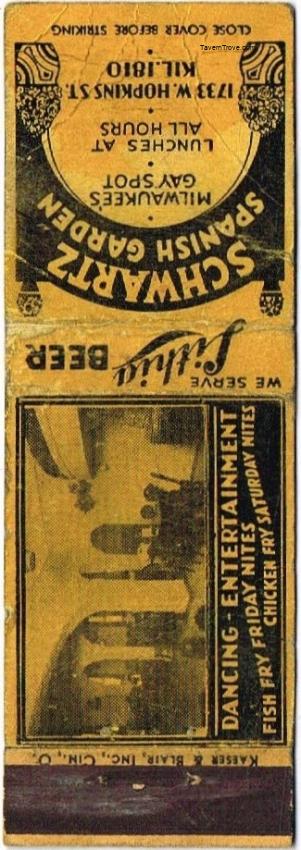 CLOSE COVER BEFORE STRIKING
TavernTrove.com
SCHWARTZ
SPANISH GARDEN
MILWAUKEE'S
GAY SPOT
LUNCHES AT
ALL HOURS
1733 W. HOPKINS ST.
KIL. 1810
WE SERVE
Lithia
BEER
DANCING - ENTERTAINMENT
FISH FRY FRIDAY NITES
CHICKEN FRY SATURDAY NITES
KAESER & BLAIR, INC., CIN., O.